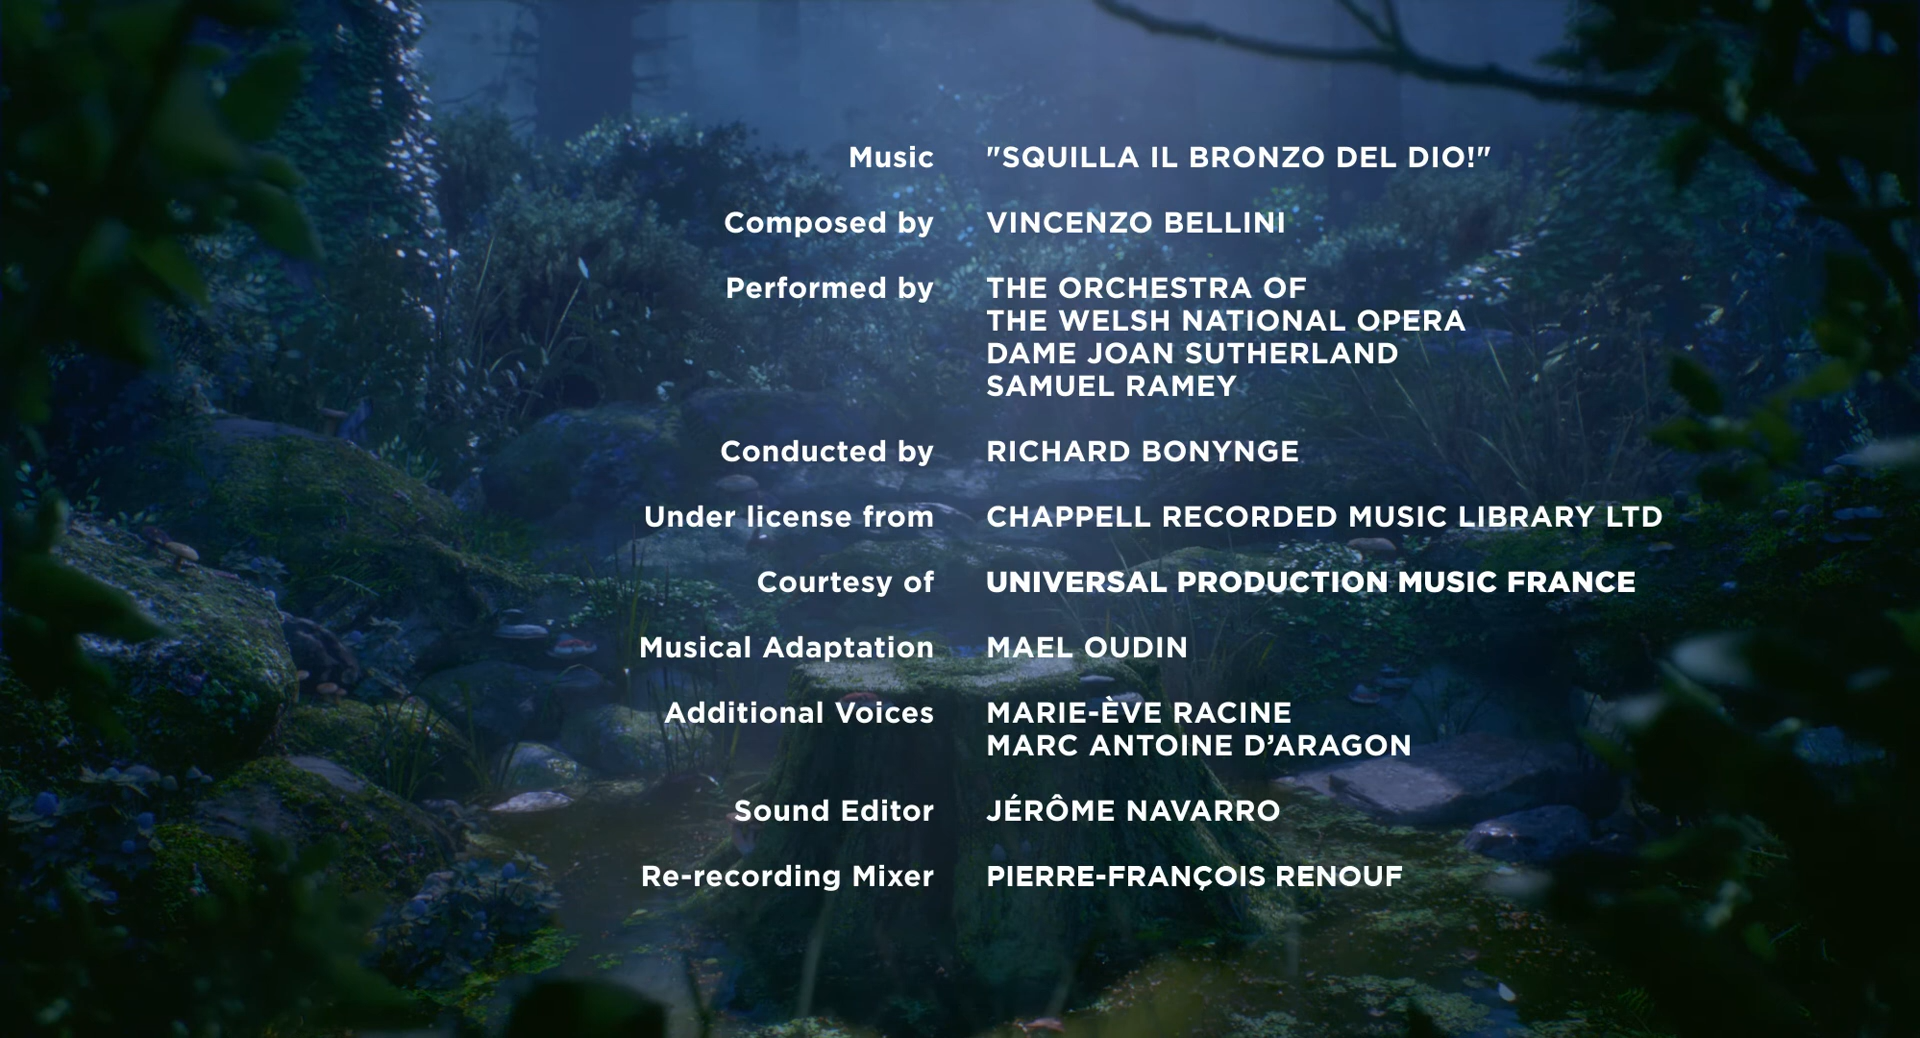 Music "SQUILLA IL BRONZO DEL DIO!"
Composed by VINCENZO BELLINI
Performed by THE ORCHESTRA OF
THE WELSH NATIONAL OPERA
DAME JOAN SUTHERLAND
SAMUEL RAMEY
Conducted by RICHARD BONYNGE
Under license from CHAPPELL RECORDED MUSIC LIBRARY LTD
Courtesy of UNIVERSAL PRODUCTION MUSIC FRANCE
Musical Adaptation MAEL OUDIN
Additional Voices MARIE-ÈVE RACINE
MARC ANTOINE D’ARAGON
Sound Editor JÉRÔME NAVARRO
Re-recording Mixer PIERRE-FRANÇOIS RENOUF